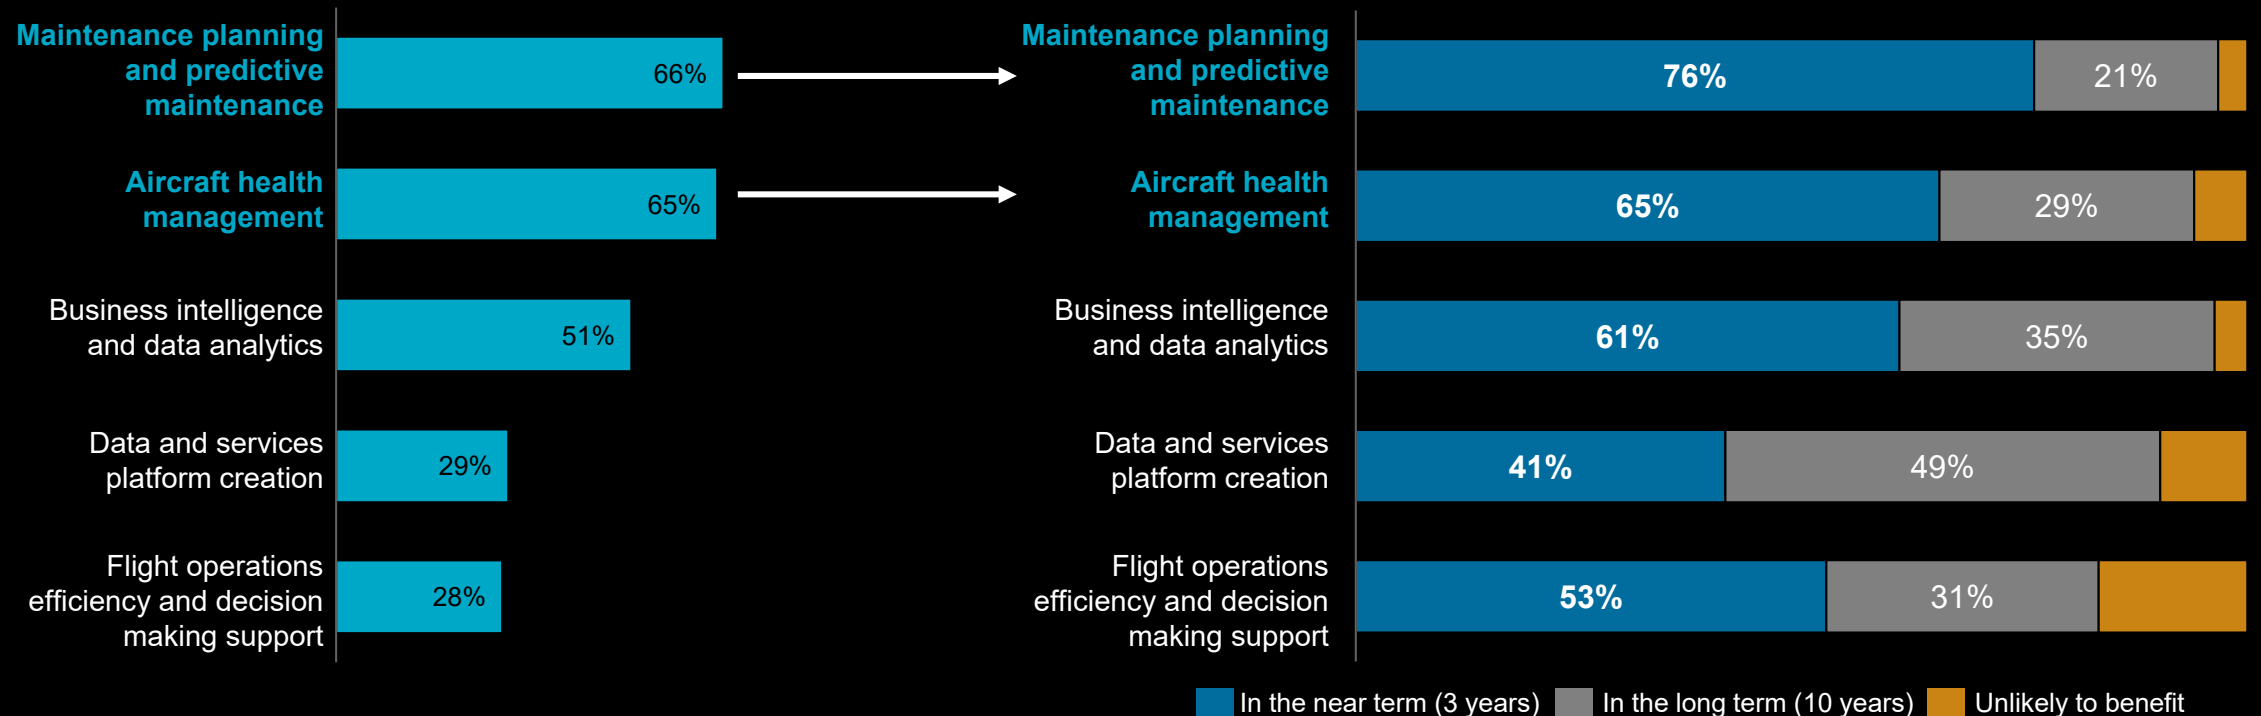 Maintenance planning
and predictive
maintenance
66%
Aircraft health
management
65%
Business intelligence
and data analytics
51%
Data and services
platform creation
29%
Flight operations
efficiency and decision
making support
28%
Maintenance planning
and predictive
maintenance
76%
21%
Aircraft health
management
65%
29%
Business intelligence
and data analytics
61%
35%
Data and services
platform creation
41%
49%
Flight operations
efficiency and decision
making support
53%
31%
In the near term (3 years)
In the long term (10 years)
Unlikely to benefit